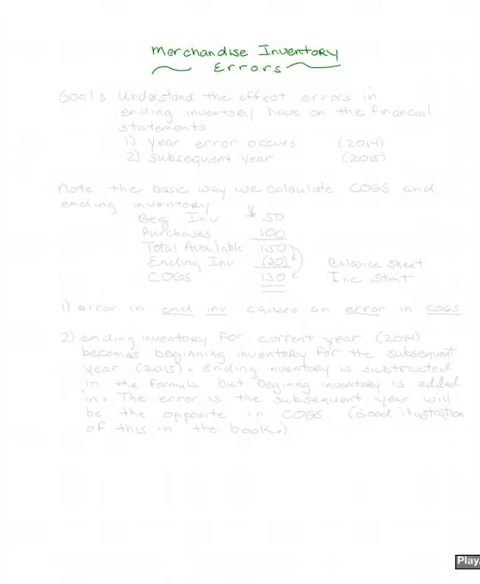 Merchandise Inventory
Errors
Goal: Understand the effect errors in
ending inventory have on the financial
statements
1) Year error occurs (2014)
2) Subsequent year (2015)
Note the basic way we calculate COGS and
ending inventory
Beg Inv 50
Purchases 100
Total Available 150
Ending Inv (20) Balance Sheet
COGS 130 Inc Stmt
1) error in end inv causes an error in COGS
2) ending inventory for current year (2014)
becomes beginning inventory for the subsequent
year (2015). Ending inventory is subtracted
in the formula but beginning inventory is added
in. The error is the subsequent year will
be the opposite in COGS. (Good illustration
of this in the book.)
Play